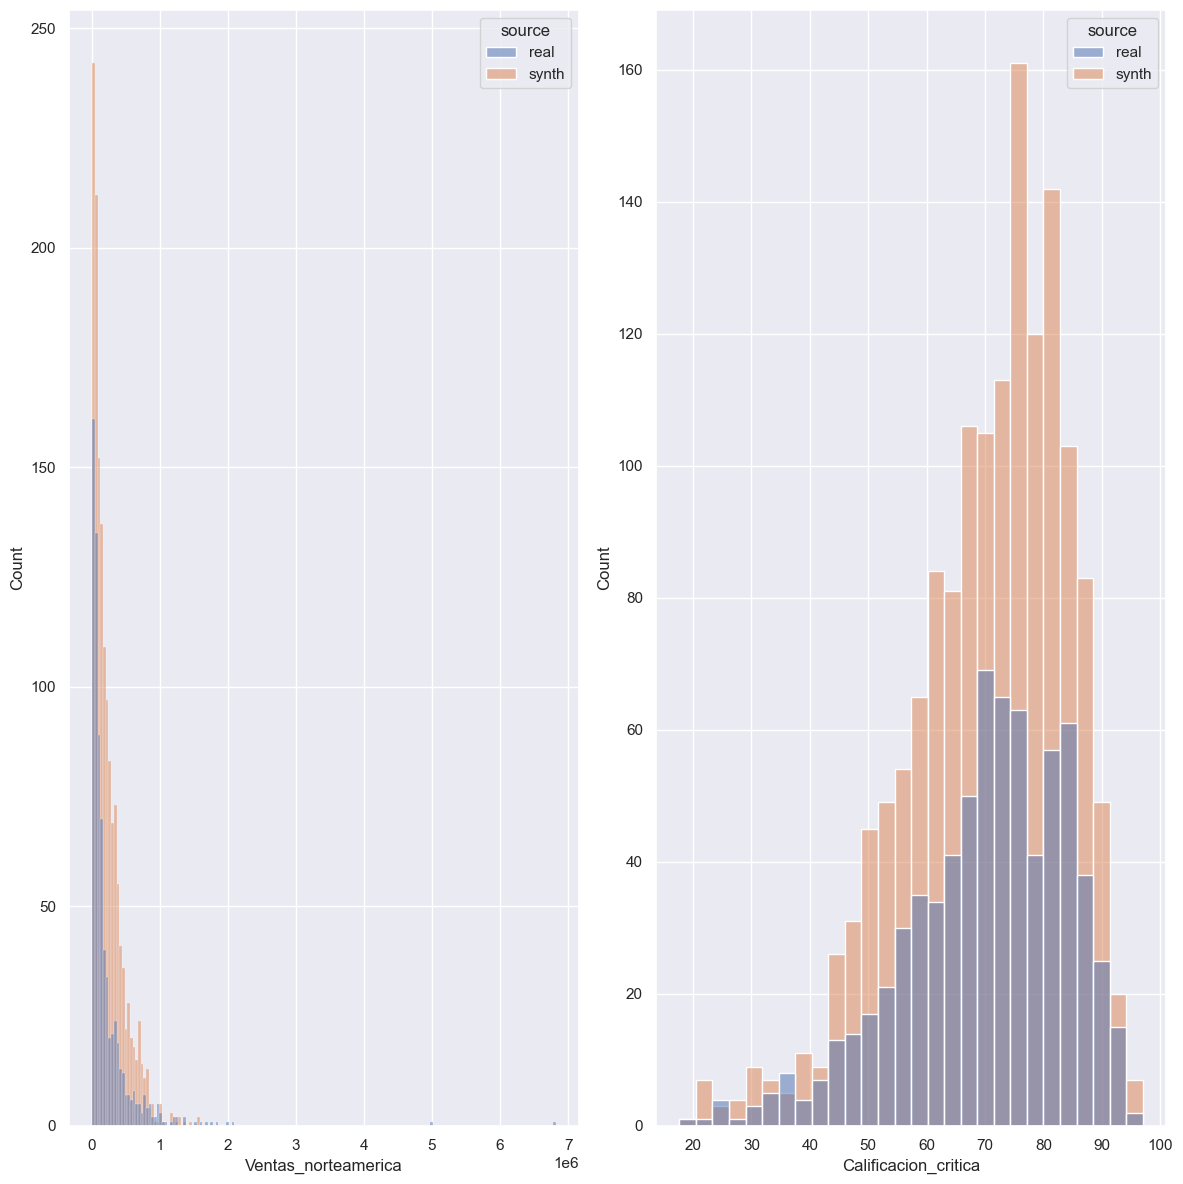 source
real
synth
250
200
150
100
50
0
Count
0 1 2 3 4 5 6 7
1e6
Ventas_norteamerica
source
real
synth
160
140
120
100
80
60
40
20
0
Count
20 30 40 50 60 70 80 90 100
Calificacion_critica